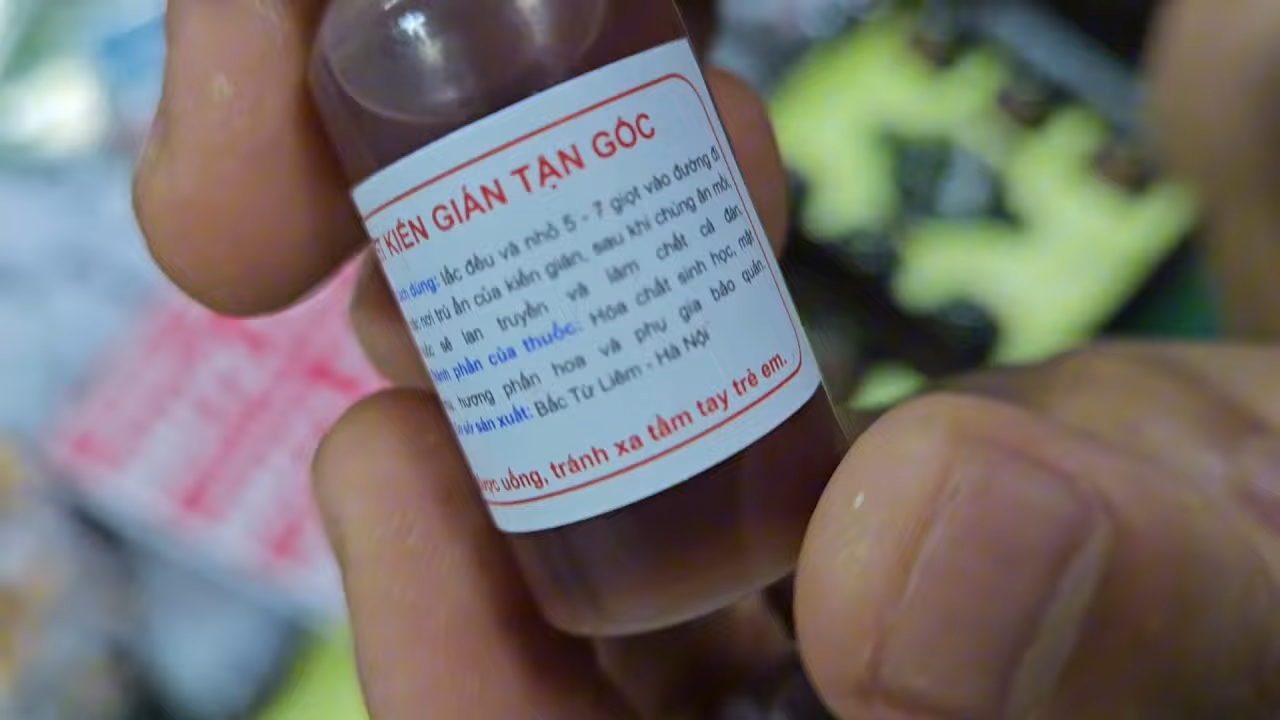 KIẾN GIÁN TẬN GỐC
dùng: lắc đều và nhỏ 5 - 7 giọt vào đường đi
nơi trú ẩn của kiến gián, sau khi chúng ăn mồi,
sẽ lan truyền và làm chết cả đàn.
phần của thuốc: Hóa chất sinh học, mật
hương phấn hoa và phụ gia bảo quản.
sản xuất: Bắc Từ Liêm - Hà Nội
uống, tránh xa tầm tay trẻ em.